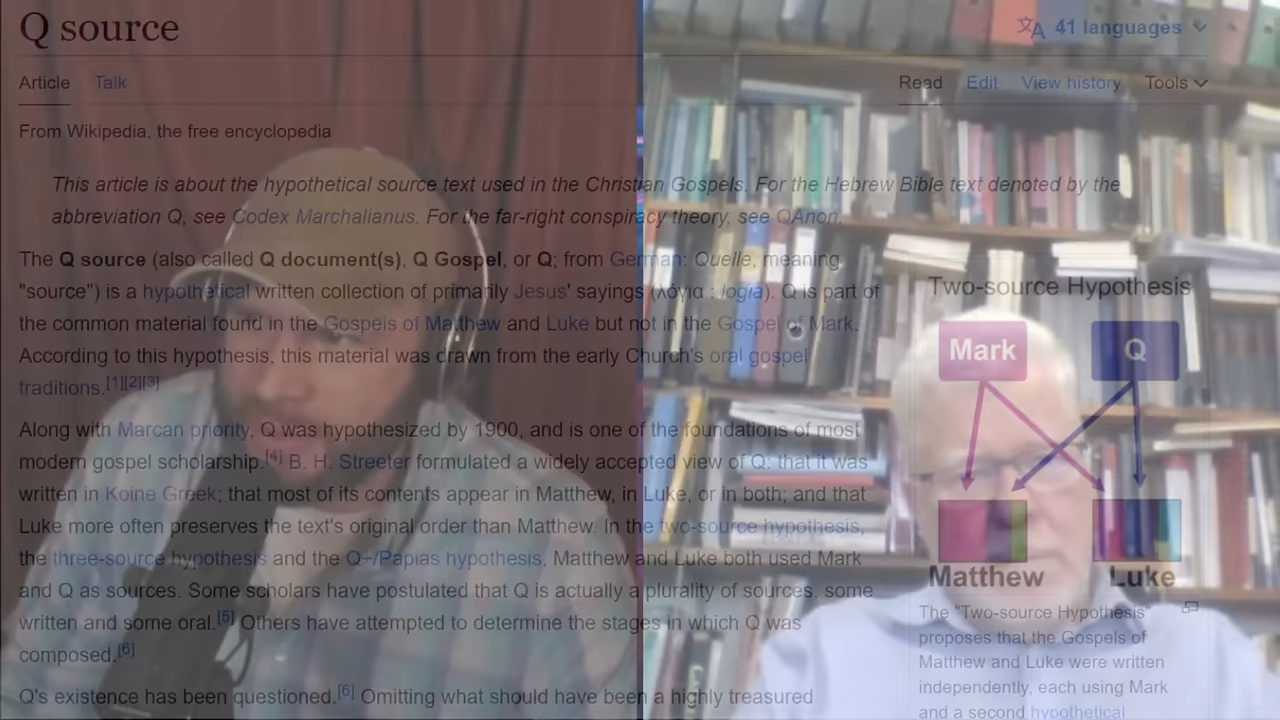 Q source
41 languages
Article Talk
Read Edit View history Tools
From Wikipedia, the free encyclopedia
This article is about the hypothetical source text used in the Christian Gospels. For the Hebrew Bible text denoted by the
abbreviation Q, see Codex Marchalianus. For the far-right conspiracy theory, see QAnon.
The Q source (also called Q document(s), Q Gospel, or Q; from German: Quelle, meaning
"source") is a hypothetical written collection of primarily Jesus' sayings (λόγια : logia). Q is part of
the common material found in the Gospels of Matthew and Luke but not in the Gospel of Mark.
According to this hypothesis, this material was drawn from the early Church's oral gospel
traditions.[1][2][3]
Along with Marcan priority, Q was hypothesized by 1900, and is one of the foundations of most
modern gospel scholarship.[4] B. H. Streeter formulated a widely accepted view of Q: that it was
written in Koine Greek; that most of its contents appear in Matthew, in Luke, or in both; and that
Luke more often preserves the text's original order than Matthew. In the two-source hypothesis,
the three-source hypothesis and the Q+/Papias hypothesis, Matthew and Luke both used Mark
and Q as sources. Some scholars have postulated that Q is actually a plurality of sources, some
written and some oral.[5] Others have attempted to determine the stages in which Q was
composed.[6]
Q's existence has been questioned.[6] Omitting what should have been a highly treasured
Two-source Hypothesis
Mark Q
Matthew Luke
The "Two-source Hypothesis"
proposes that the Gospels of
Matthew and Luke were written
independently, each using Mark
and a second hypothetical